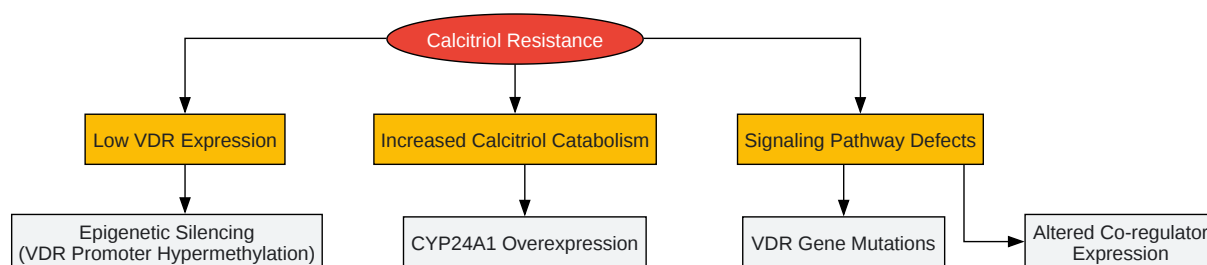 Calcitriol Resistance
Low VDR Expression
Increased Calcitriol Catabolism
Signaling Pathway Defects
Epigenetic Silencing
(VDR Promoter Hypermethylation)
CYP24A1 Overexpression
VDR Gene Mutations
Altered Co-regulator
Expression